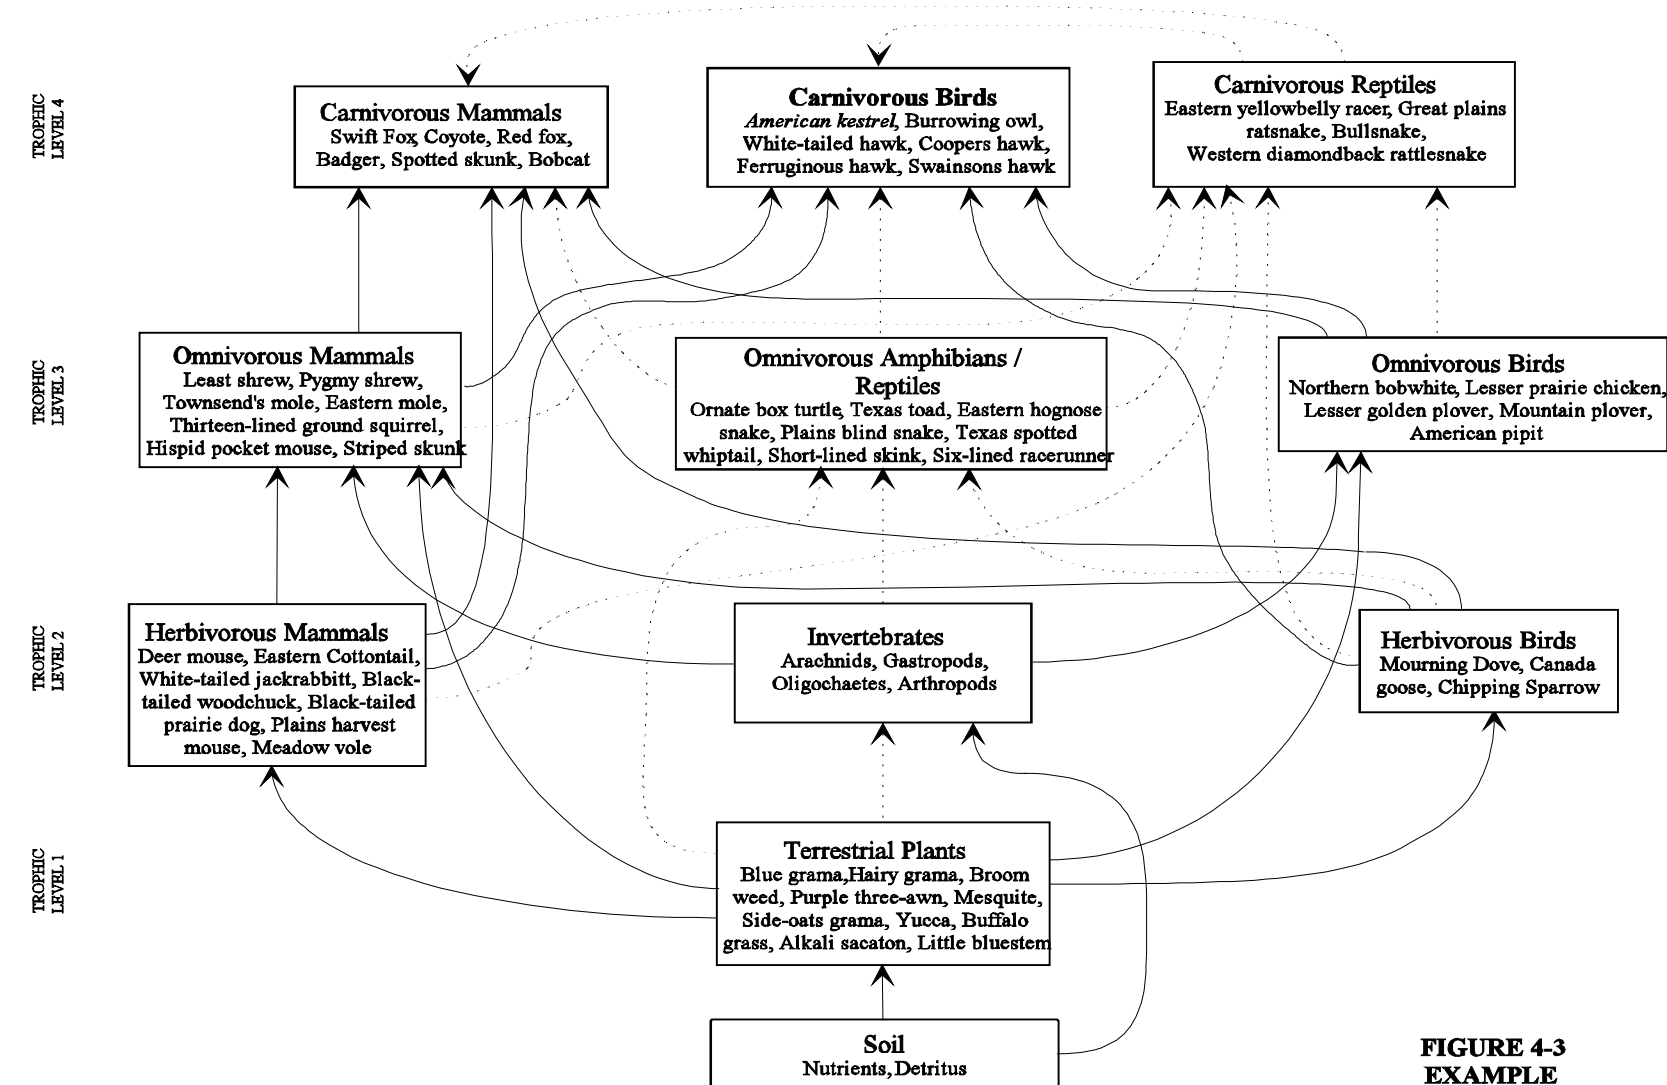 TROPHIC
LEVEL 4
Carnivorous Mammals
Swift Fox, Coyote, Red fox,
Badger, Spotted skunk, Bobcat
Carnivorous Birds
American kestrel, Burrowing owl,
White-tailed hawk, Coopers hawk,
Ferruginous hawk, Swainsons hawk
Carnivorous Reptiles
Eastern yellowbelly racer, Great plains
ratsnake, Bullsnake,
Western diamondback rattlesnake
TROPHIC
LEVEL 3
Omnivorous Mammals
Least shrew, Pygmy shrew,
Townsend's mole, Eastern mole,
Thirteen-lined ground squirrel,
Hispid pocket mouse, Striped skunk
Omnivorous Amphibians /
Reptiles
Ornate box turtle, Texas toad, Eastern hognose
snake, Plains blind snake, Texas spotted
whiptail, Short-lined skink, Six-lined racerunner
Omnivorous Birds
Northern bobwhite, Lesser prairie chicken,
Lesser golden plover, Mountain plover,
American pipit
TROPHIC
LEVEL 2
Herbivorous Mammals
Deer mouse, Eastern Cottontail,
White-tailed jackrabbitt, Black-
tailed woodchuck, Black-tailed
prairie dog, Plains harvest
mouse, Meadow vole
Invertebrates
Arachnids, Gastropods,
Oligochaetes, Arthropods
Herbivorous Birds
Mourning Dove, Canada
goose, Chipping Sparrow
TROPHIC
LEVEL 1
Terrestrial Plants
Blue grama,Hairy grama, Broom
weed, Purple three-awn, Mesquite,
Side-oats grama, Yucca, Buffalo
grass, Alkali sacaton, Little bluestem
Soil
Nutrients, Detritus
FIGURE 4-3
EXAMPLE